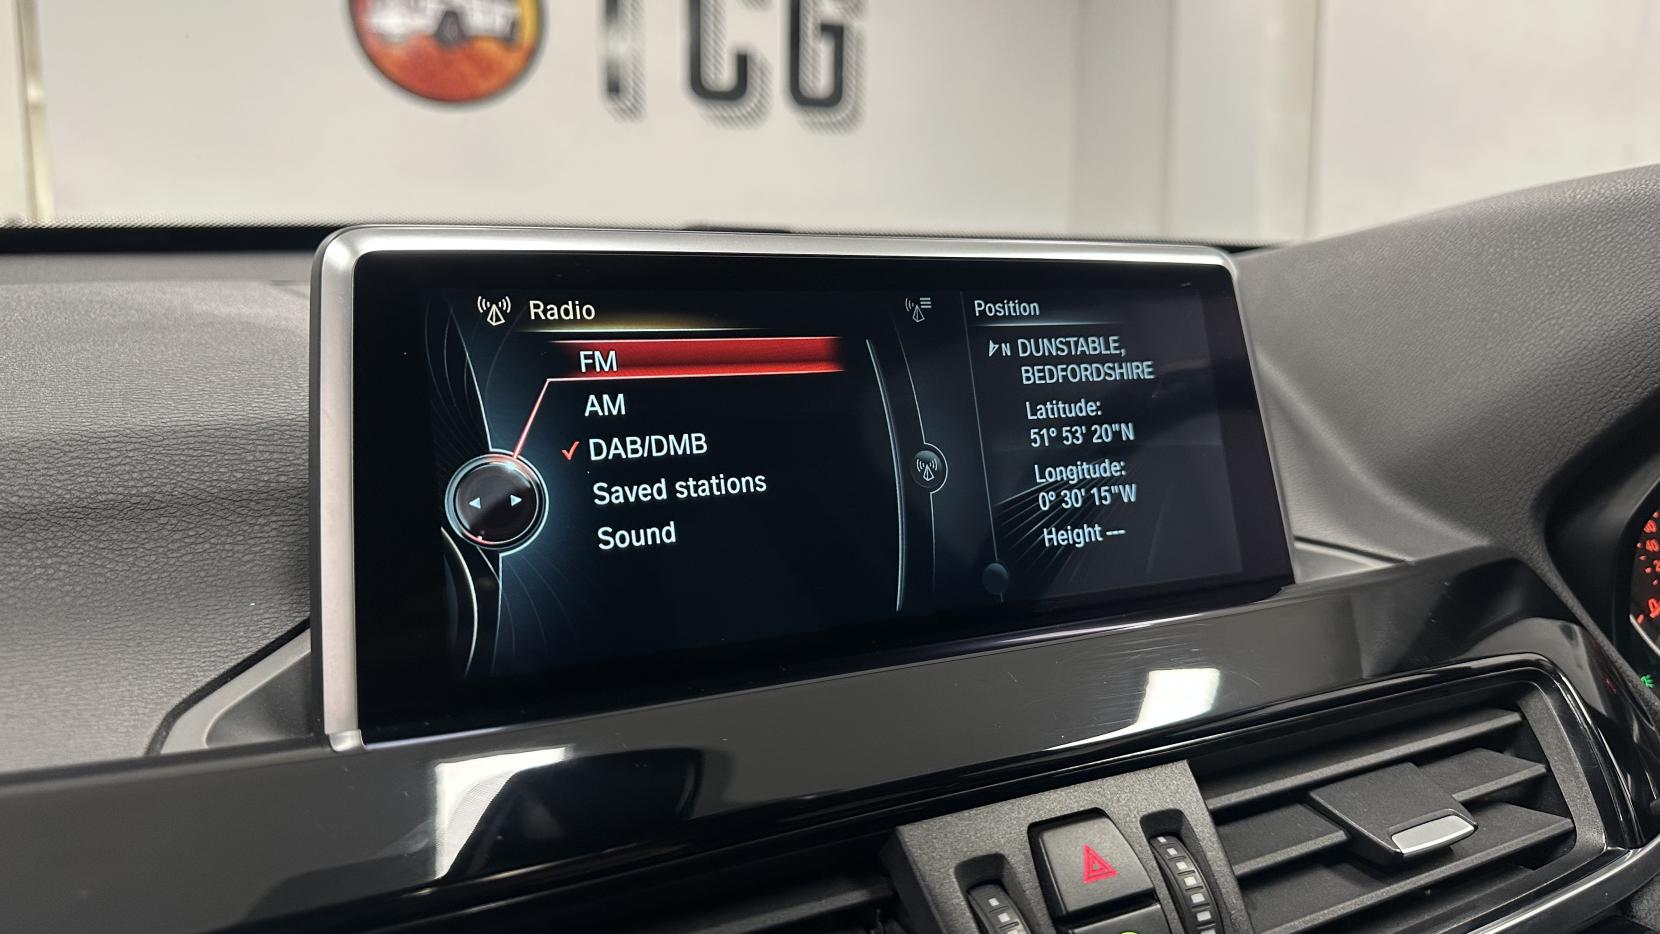 TCG
Radio
FM
AM
DAB/DMB
Saved stations
Sound
Position
N DUNSTABLE,
BEDFORDSHIRE
Latitude:
51° 53' 20"N
Longitude:
0° 30' 15"W
Height ---